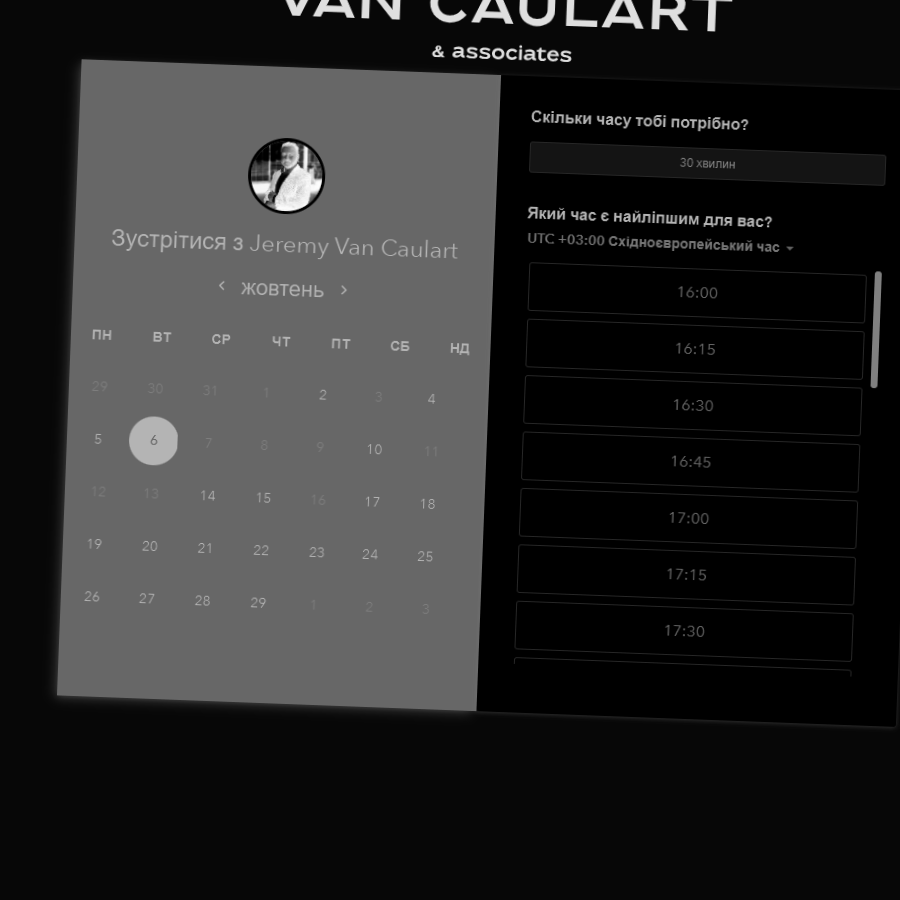 VAN CAULART
& associates
Зустрітися з Jeremy Van Caulart
жовтень
ПН ВТ СР ЧТ ПТ СБ НД
29 30 31 1 2 3 4
5 6 7 8 9 10 11
12 13 14 15 16 17 18
19 20 21 22 23 24 25
26 27 28 29 1 2 3
Скільки часу тобі потрібно?
30 хвилин
Який час є найліпшим для вас?
UTC +03:00 Східноєвропейський час
16:00
16:15
16:30
16:45
17:00
17:15
17:30